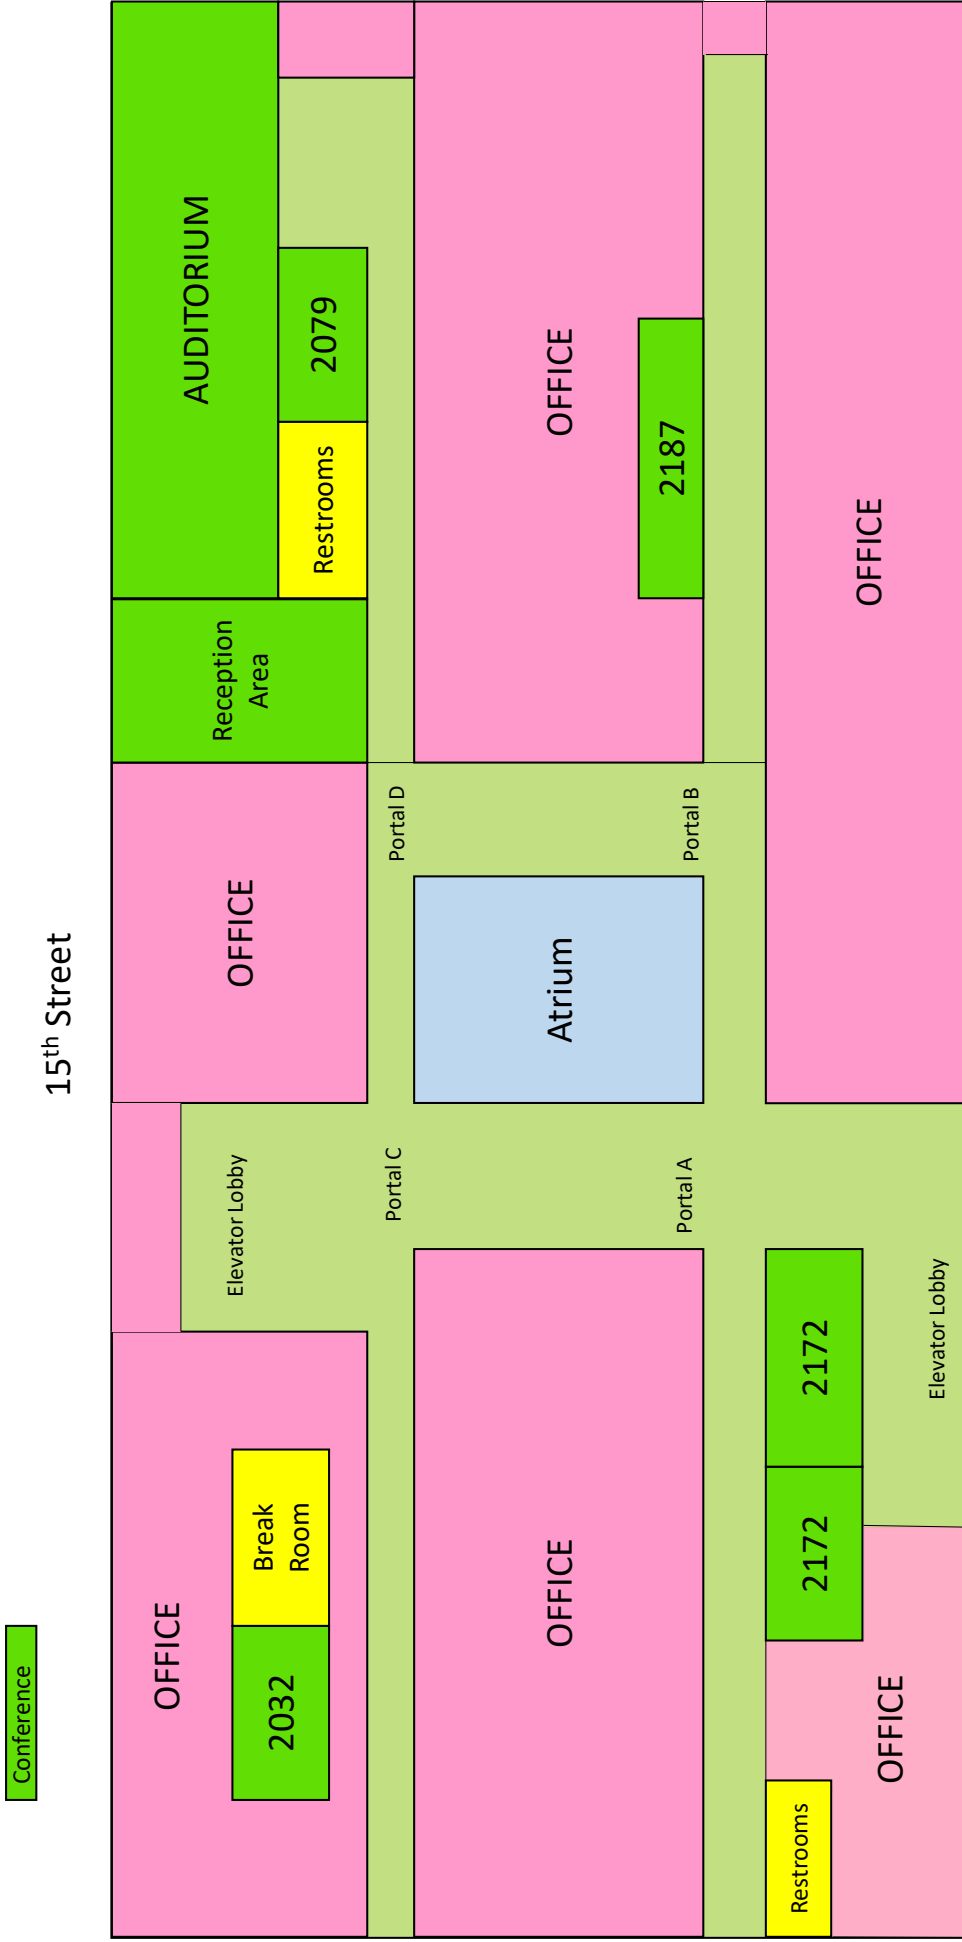 Conference
15th Street
OFFICE
2032
Break
Room
Elevator Lobby
OFFICE
Reception
Area
AUDITORIUM
Restrooms
2079
Portal C
Portal D
OFFICE
Atrium
OFFICE
2187
Portal A
Portal B
Restrooms
OFFICE
2172
2172
Elevator Lobby
OFFICE